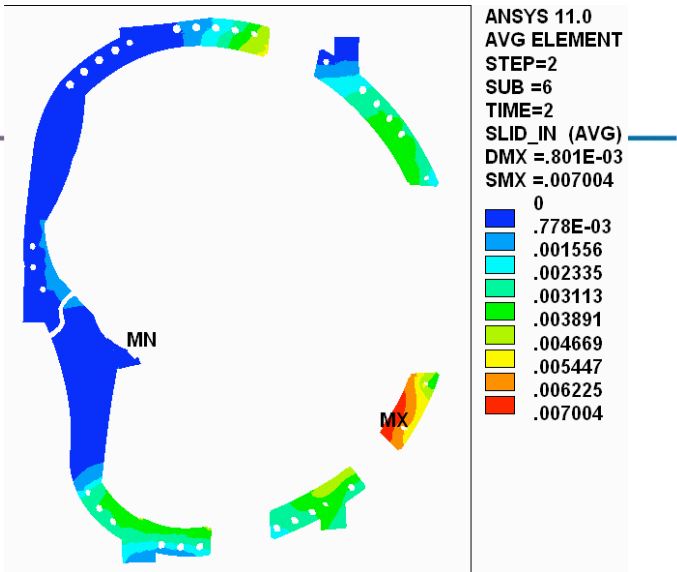 ANSYS 11.0
AVG ELEMENT
STEP=2
SUB =6
TIME=2
SLID_IN (AVG)
DMX =.801E-03
SMX =.007004
0
.778E-03
.001556
.002335
.003113
.003891
.004669
.005447
.006225
.007004
MN
MX